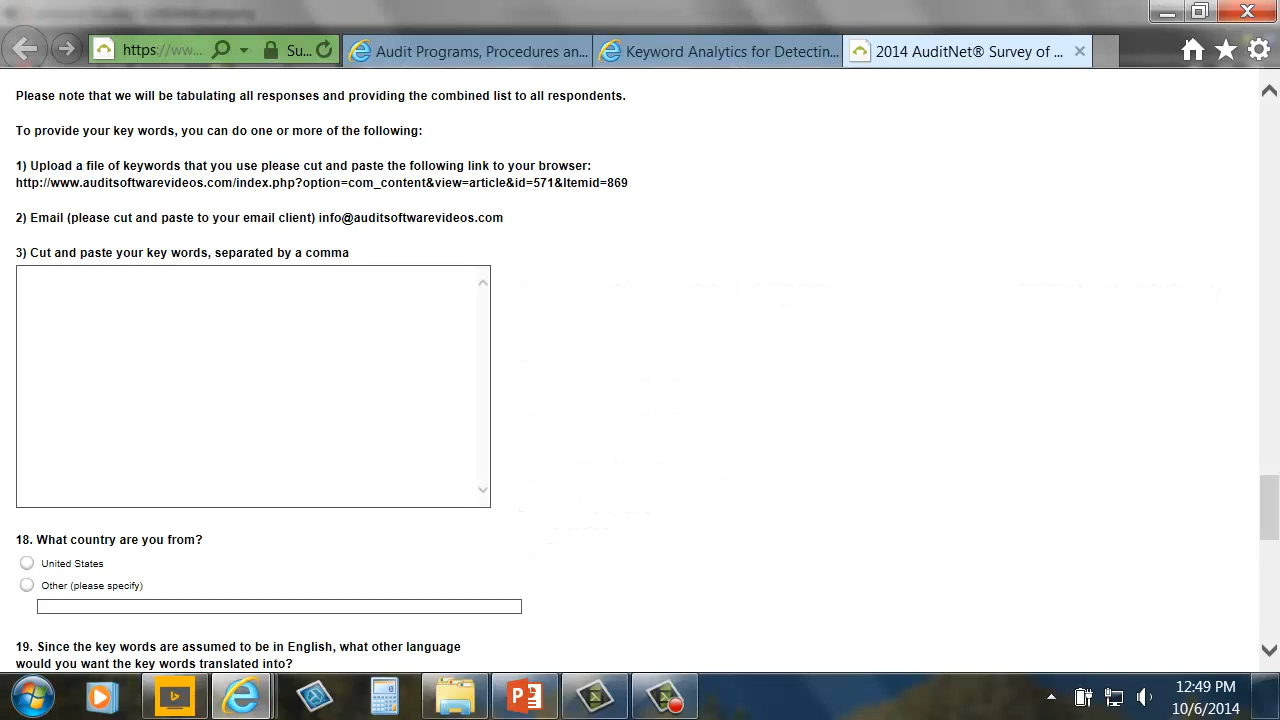 https://ww...
Su...
Audit Programs, Procedures an...
Keyword Analytics for Detectin...
2014 AuditNet® Survey of ...
Please note that we will be tabulating all responses and providing the combined list to all respondents.
To provide your key words, you can do one or more of the following:
1) Upload a file of keywords that you use please cut and paste the following link to your browser:
http://www.auditsoftwarevideos.com/index.php?option=com_content&view=article&id=571&Itemid=869
2) Email (please cut and paste to your email client) info@auditsoftwarevideos.com
3) Cut and paste your key words, separated by a comma
18. What country are you from?
United States
Other (please specify)
19. Since the key words are assumed to be in English, what other language
would you want the key words translated into?
12:49 PM
10/6/2014